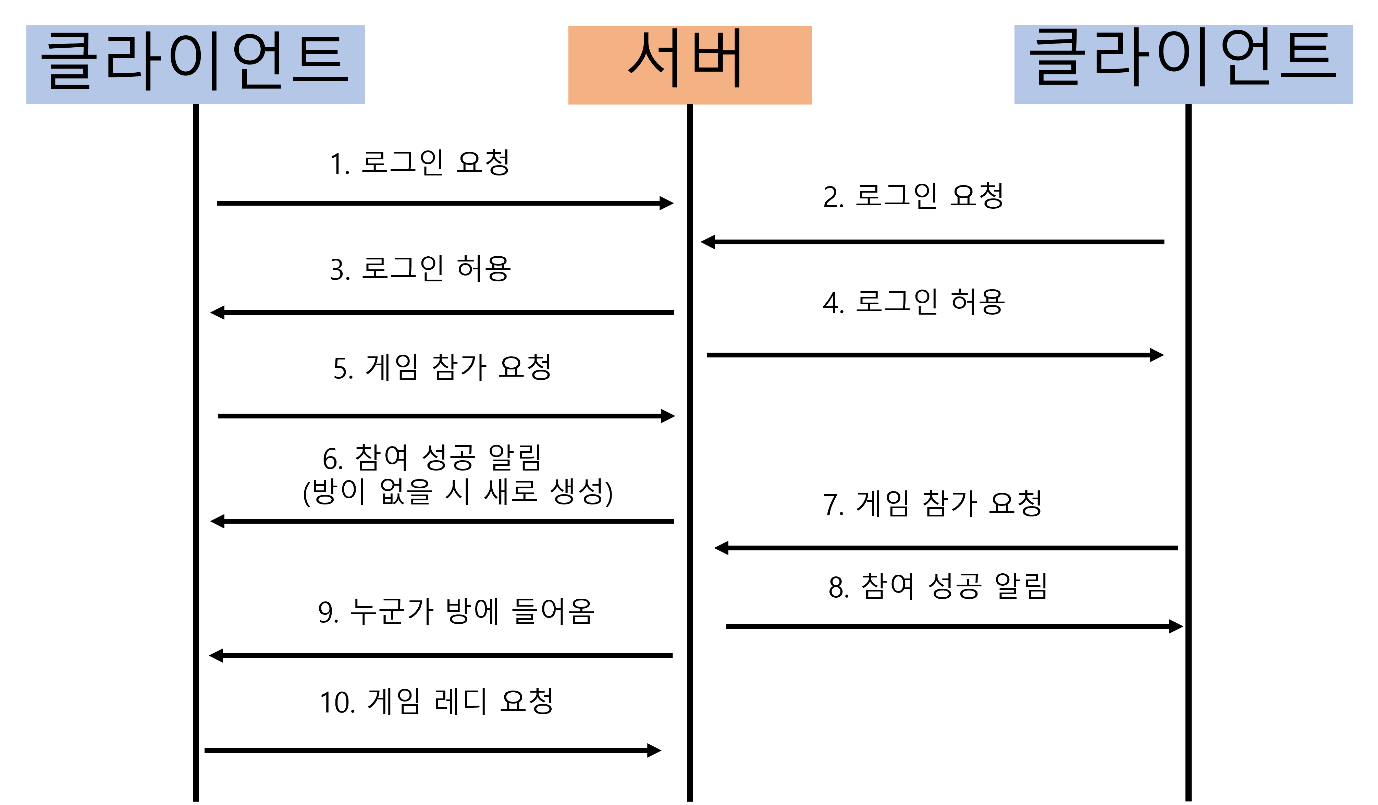 클라이언트
서버
클라이언트
1. 로그인 요청
2. 로그인 요청
3. 로그인 허용
4. 로그인 허용
5. 게임 참가 요청
6. 참여 성공 알림
(방이 없을 시 새로 생성)
7. 게임 참가 요청
8. 참여 성공 알림
9. 누군가 방에 들어옴
10. 게임 레디 요청